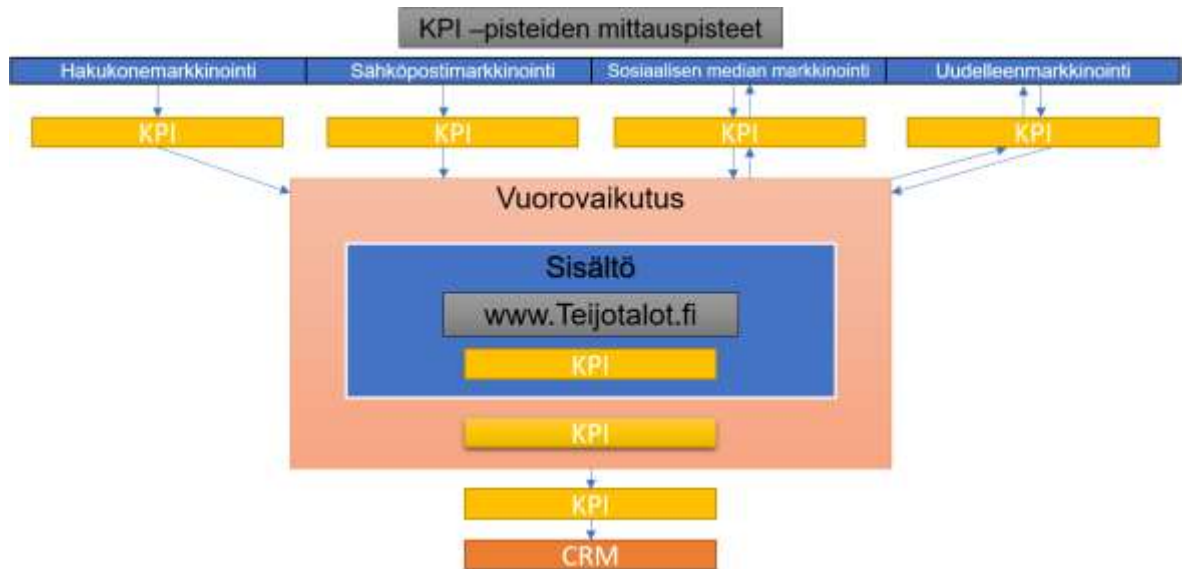 KPI –pisteiden mittauspisteet
Hakukonemarkkinointi
Sähköpostimarkkinointi
Sosiaalisen median markkinointi
Uudelleenmarkkinointi
KPI
KPI
KPI
KPI
Vuorovaikutus
Sisältö
www.Teijotalot.fi
KPI
KPI
KPI
CRM